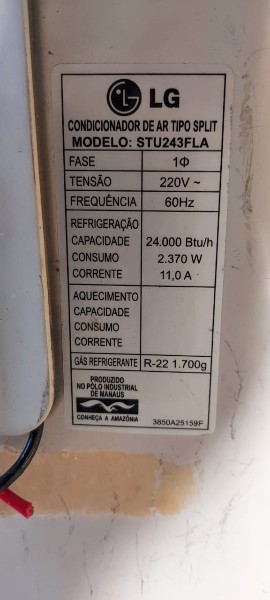 LG
CONDICIONADOR DE AR TIPO SPLIT
MODELO: STU243FLA
FASE 1Φ
TENSÃO 220V ~
FREQUÊNCIA 60Hz
REFRIGERAÇÃO
CAPACIDADE 24.000 Btu/h
CONSUMO 2.370 W
CORRENTE 11,0 A
AQUECIMENTO
CAPACIDADE
CONSUMO
CORRENTE
GÁS REFRIGERANTE R-22 1.700g
PRODUZIDO
NO PÓLO INDUSTRIAL
DE MANAUS
CONHEÇA A AMAZÔNIA
3850A25159F